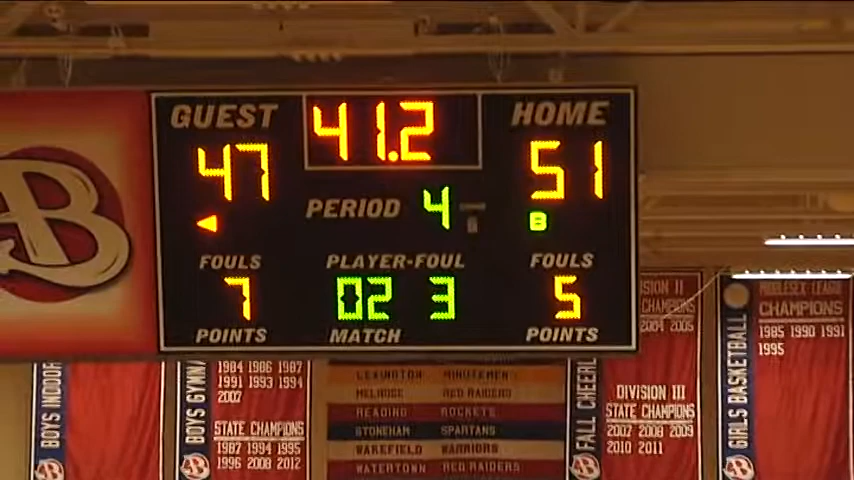 GUEST 41.2 HOME
47 51
PERIOD 4
B
FOULS PLAYER-FOUL FOULS
7 02 3 5
POINTS MATCH POINTS
B
BOYS INDOOR
BOYS GYMNA
1984 1986 1987
1991 1993 1994
2007
STATE CHAMPIONS
1987 1994 1995
1996 2008 2012
LEXINGTON MINUTEMEN
MELROSE RED RAIDERS
READING ROCKETS
STONEHAM SPARTANS
WAKEFIELD WARRIORS
WATERTOWN RED RAIDERS
FALL CHEERL
SION II
CHAMPIONS
2004 2005
DIVISION III
STATE CHAMPIONS
2002 2008 2009
2010 2011
GIRLS BASKETBALL
MIDDLESEX LEAGUE
CHAMPIONS
1985 1990 1991
1995